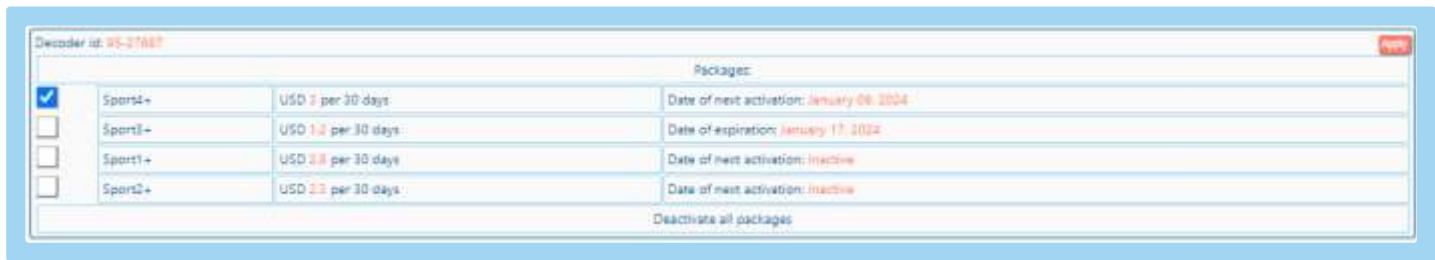 Decoder id: 95-27687
Apply
Packages:
Sport4+ USD 3 per 30 days Date of next activation: January 09, 2024
Sport3+ USD 1.2 per 30 days Date of expiration: January 17, 2024
Sport1+ USD 2.8 per 30 days Date of next activation: Inactive
Sport2+ USD 2.5 per 30 days Date of next activation: Inactive
Deactivate all packages